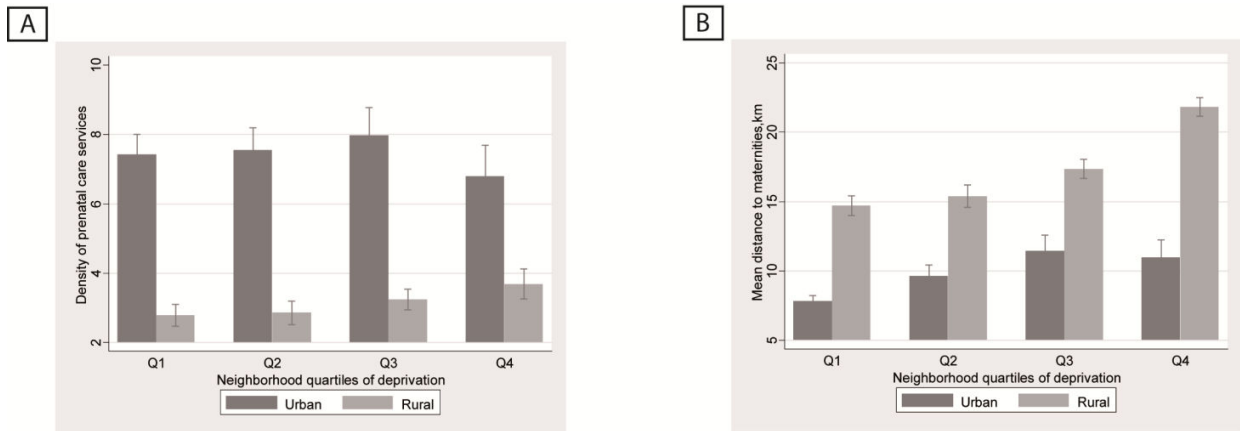 A
Density of prenatal care services
10
8
6
4
2
Q1 Q2 Q3 Q4
Neighborhood quartiles of deprivation
Urban Rural
B
Mean distance to maternities,km
25
20
15
10
5
Q1 Q2 Q3 Q4
Neighborhood quartiles of deprivation
Urban Rural